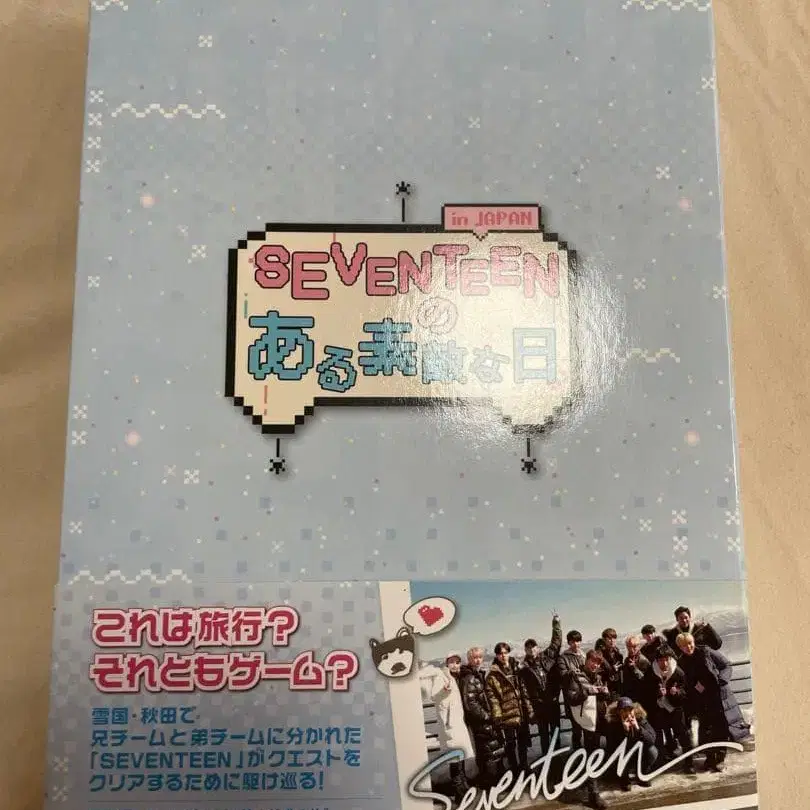 in JAPAN
SEVENTEEN
の
ある素敵な日
これは旅行？
それともゲーム？
雪国・秋田で
兄チームと弟チームに分かれた
「SEVENTEEN」がクエストを
クリアするために駆け巡る！
Seventeen